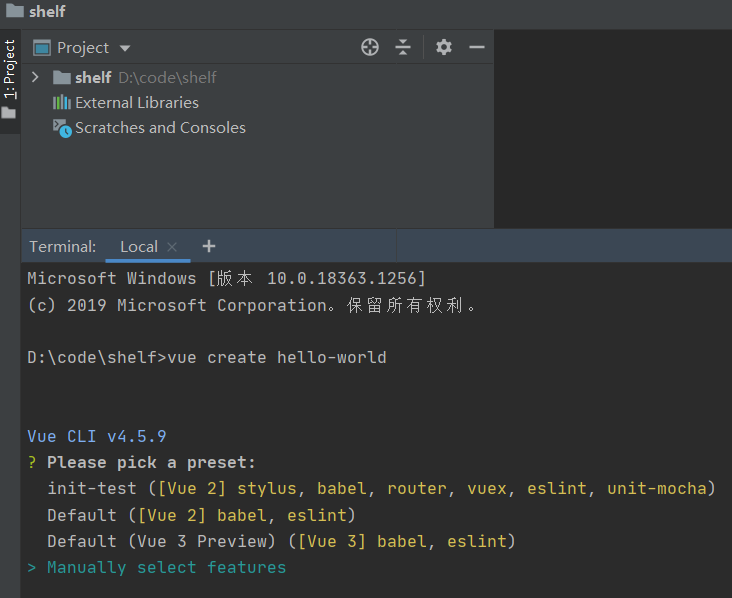 shelf
1: Project
Project
shelf D:\code\shelf
External Libraries
Scratches and Consoles
Terminal: Local
Microsoft Windows [版本 10.0.18363.1256]
(c) 2019 Microsoft Corporation。保留所有权利。
D:\code\shelf>vue create hello-world
Vue CLI v4.5.9
? Please pick a preset:
init-test ([Vue 2] stylus, babel, router, vuex, eslint, unit-mocha)
Default ([Vue 2] babel, eslint)
Default (Vue 3 Preview) ([Vue 3] babel, eslint)
> Manually select features